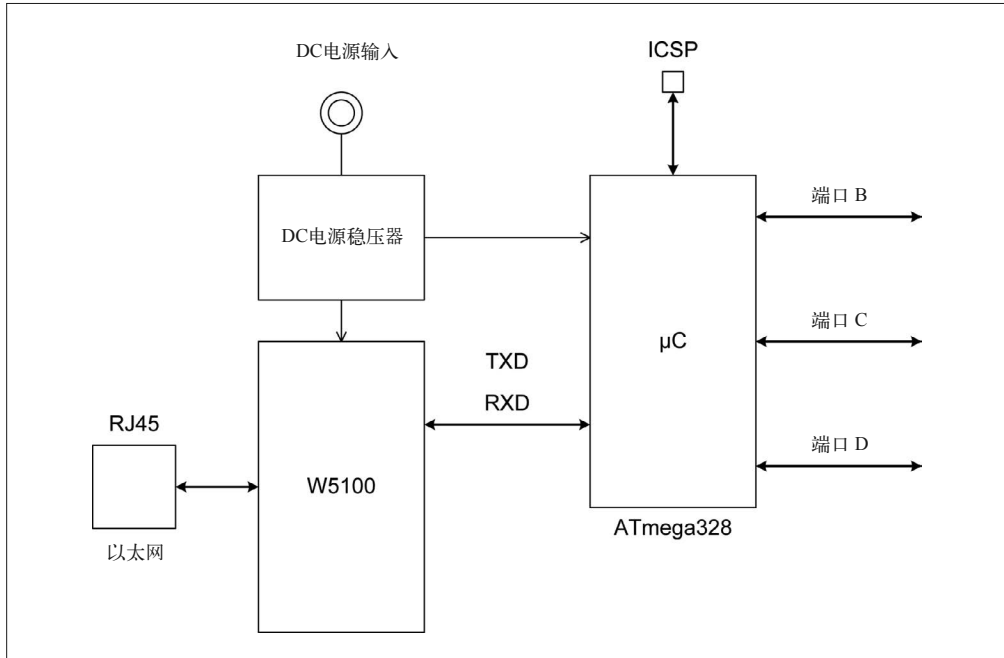 DC电源输入
ICSP
DC电源稳压器
端口 B
μC
端口 C
TXD
RXD
端口 D
RJ45
W5100
以太网
ATmega328